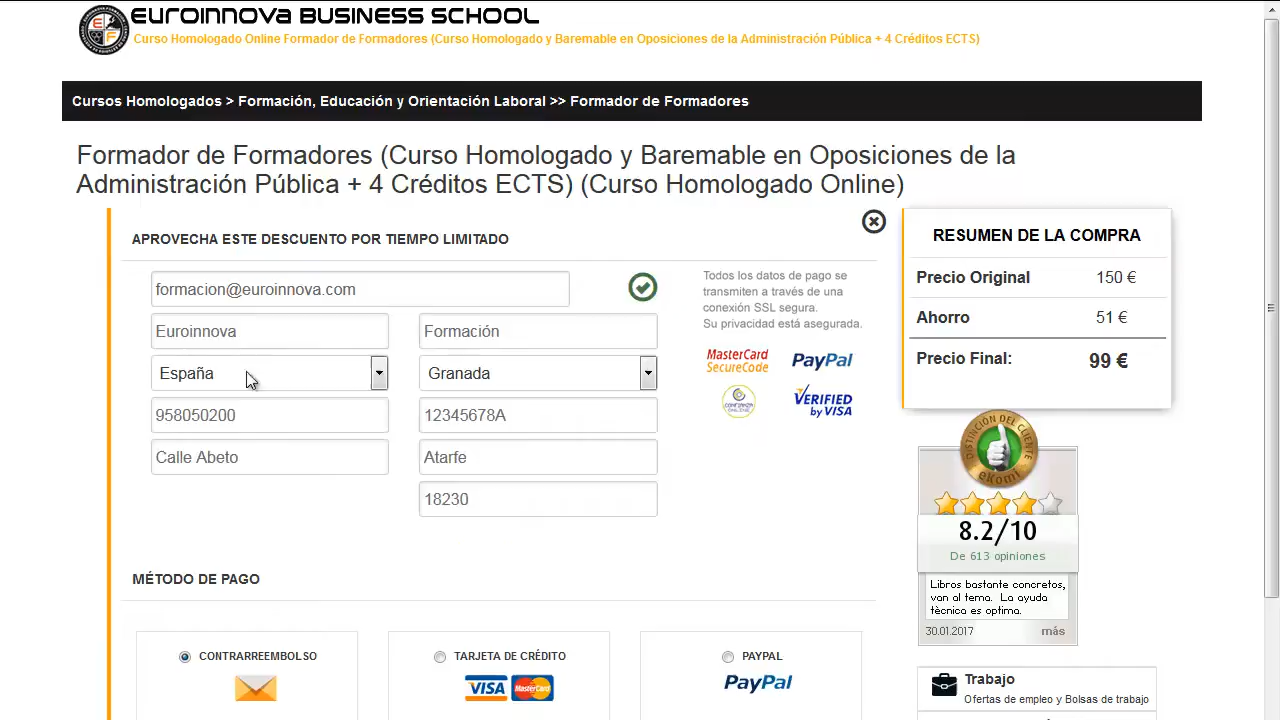 EUROINNOVA BUSINESS SCHOOL
Curso Homologado Online Formador de Formadores (Curso Homologado y Baremable en Oposiciones de la Administración Pública + 4 Créditos ECTS)
Cursos Homologados > Formación, Educación y Orientación Laboral >> Formador de Formadores
Formador de Formadores (Curso Homologado y Baremable en Oposiciones de la
Administración Pública + 4 Créditos ECTS) (Curso Homologado Online)
APROVECHA ESTE DESCUENTO POR TIEMPO LIMITADO
formacion@euroinnova.com
Euroinnova
Formación
España
Granada
958050200
12345678A
Calle Abeto
Atarfe
18230
Todos los datos de pago se
transmiten a través de una
conexión SSL segura.
Su privacidad está asegurada.
MasterCard
SecureCode
PayPal
CONFIANZA
ONLINE
VERIFIED
by VISA
MÉTODO DE PAGO
CONTRARREEMBOLSO
TARJETA DE CRÉDITO
VISA
MasterCard
PAYPAL
PayPal
RESUMEN DE LA COMPRA
Precio Original 150 €
Ahorro 51 €
Precio Final: 99 €
DISTINCIÓN DEL CLIENTE
eKomi
8.2/10
De 613 opiniones
Libros bastante concretos,
van al tema. La ayuda
tècnica es optima.
30.01.2017 más
Trabajo
Ofertas de empleo y Bolsas de trabajo